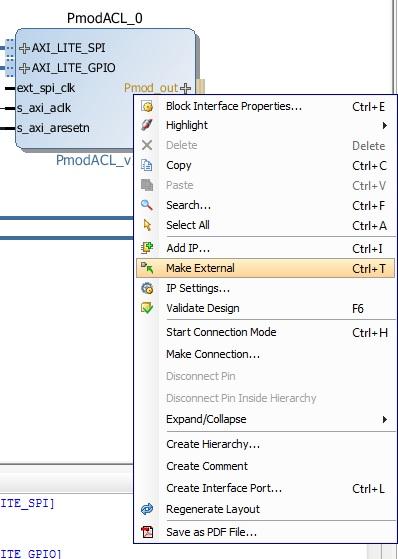 PmodACL_0
AXI_LITE_SPI
AXI_LITE_GPIO
ext_spi_clk
Pmod_out
s_axi_aclk
s_axi_aresetn
PmodACL_v
Block Interface Properties... Ctrl+E
Highlight
Delete Delete
Copy Ctrl+C
Paste Ctrl+V
Search... Ctrl+F
Select All Ctrl+A
Add IP... Ctrl+I
Make External Ctrl+T
IP Settings...
Validate Design F6
Start Connection Mode Ctrl+H
Make Connection...
Disconnect Pin
Disconnect Pin Inside Hierarchy
Expand/Collapse
Create Hierarchy...
Create Comment
Create Interface Port... Ctrl+L
Regenerate Layout
Save as PDF File...
ITE_SPI]
ITE_GPIO]